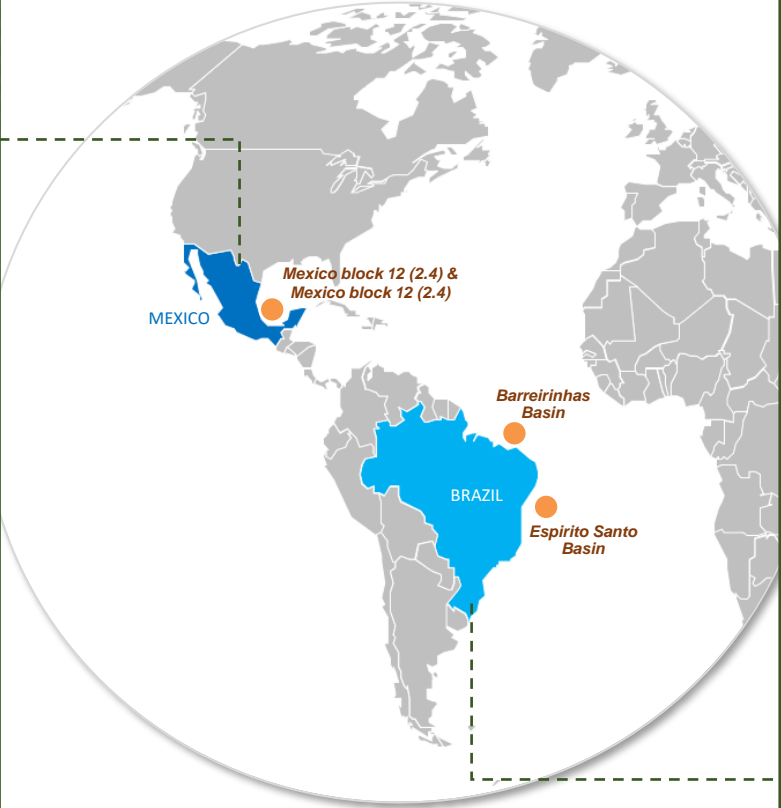 Mexico block 12 (2.4) &
Mexico block 12 (2.4)
MEXICO
Barreirinhas
Basin
BRAZIL
Espirito Santo
Basin